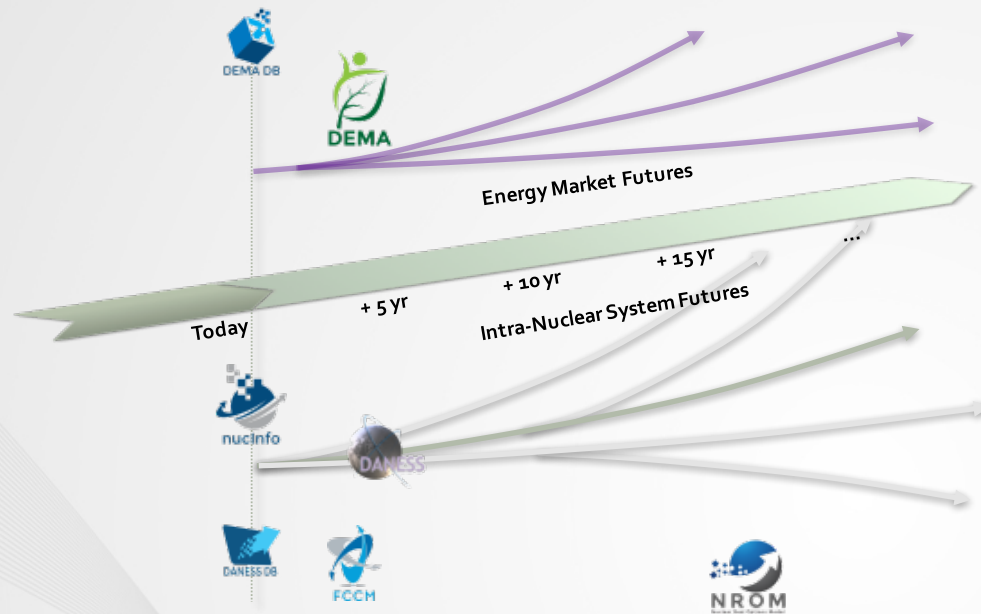 DEMA DB
DEMA
Energy Market Futures
...
+ 15 yr
+ 10 yr
+ 5 yr
Today
Intra-Nuclear System Futures
nucInfo
DANESS
DANESS DB
FCCM
NROM